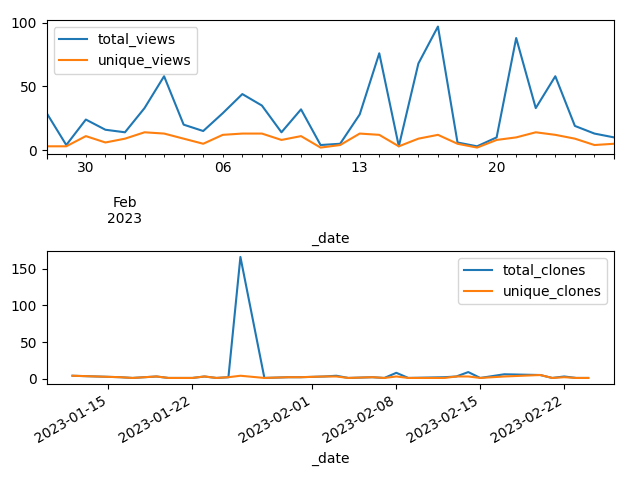 100
50
0
total_views
unique_views
30
06
13
20
Feb
2023
_date
150
100
50
0
total_clones
unique_clones
2023-01-15
2023-01-22
2023-02-01
2023-02-08
2023-02-15
2023-02-22
_date